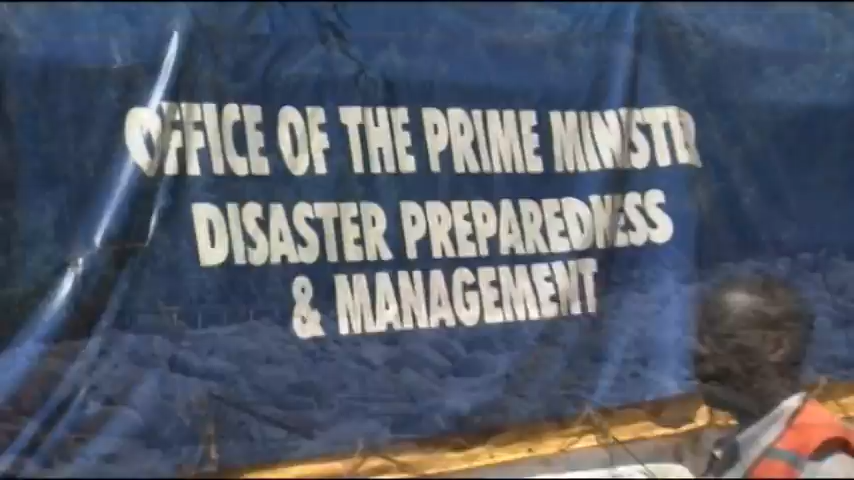 OFFICE OF THE PRIME MINISTER
DISASTER PREPAREDNESS
& MANAGEMENT